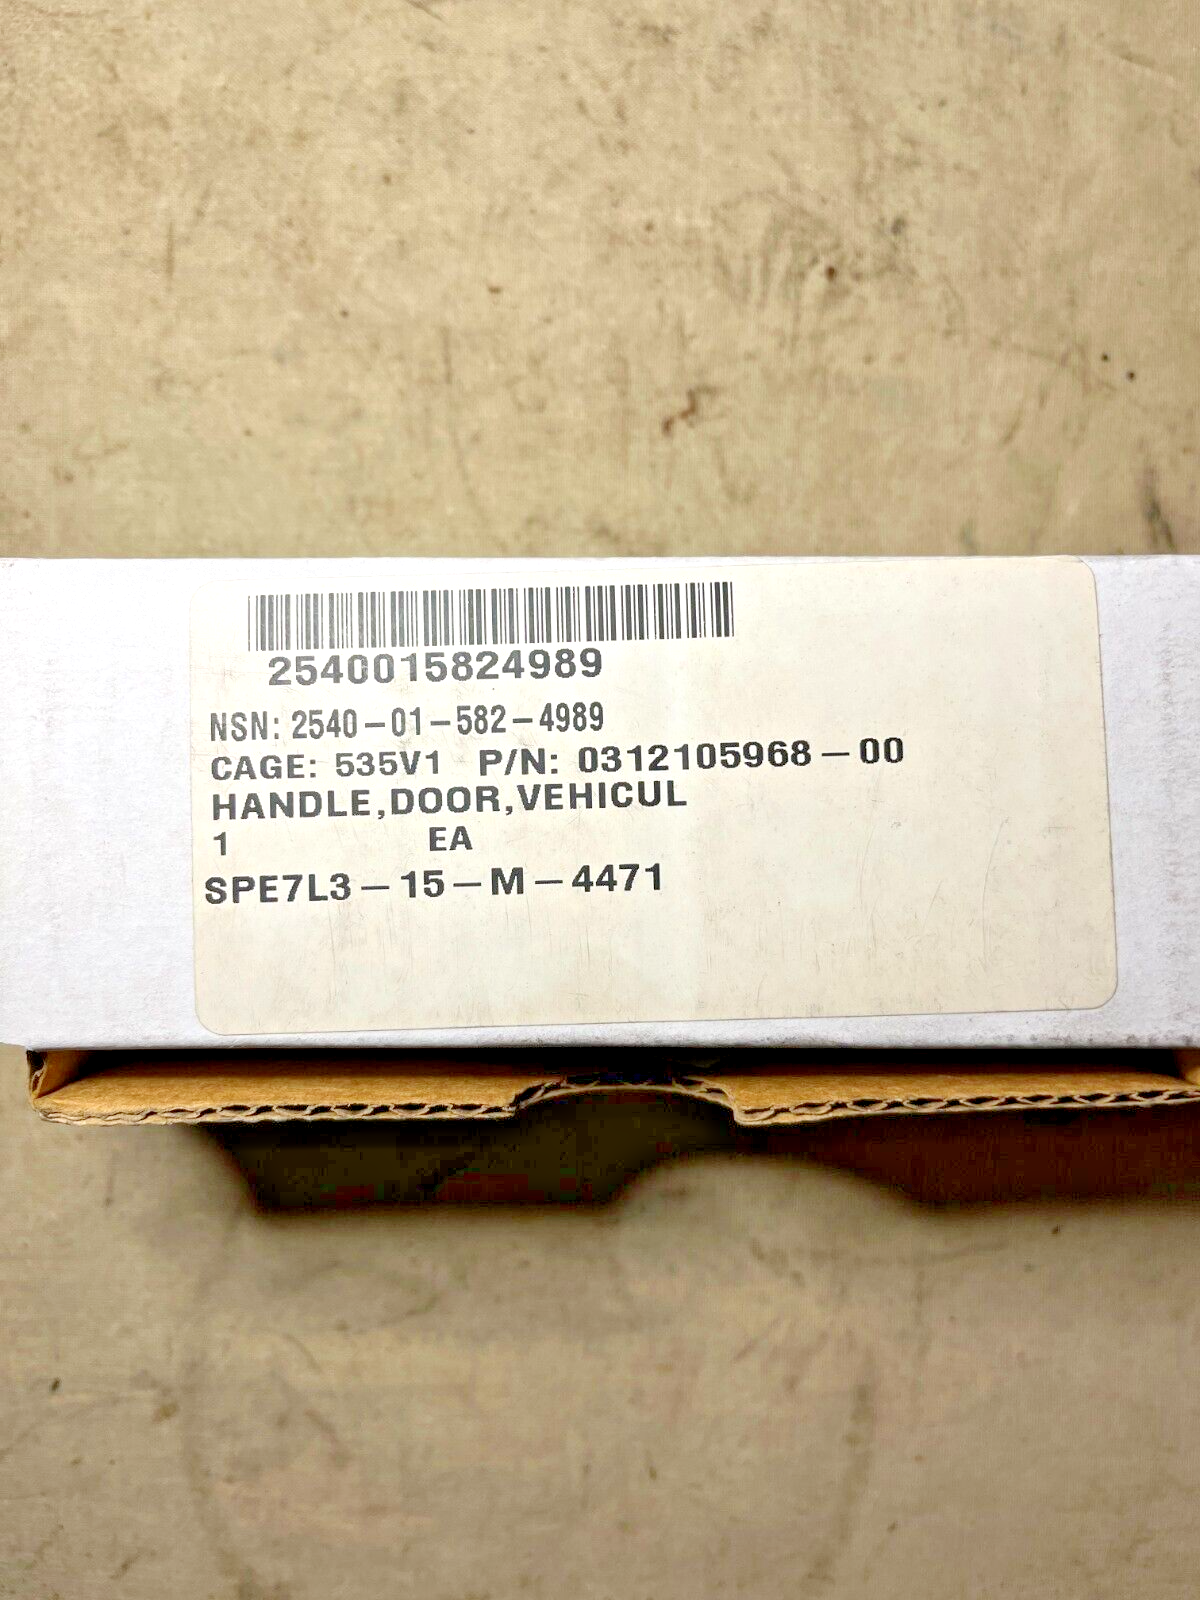 2540015824989
NSN: 2540-01-582-4989
CAGE: 535V1 P/N: 0312105968-00
HANDLE,DOOR,VEHICUL
1 EA
SPE7L3-15-M-4471